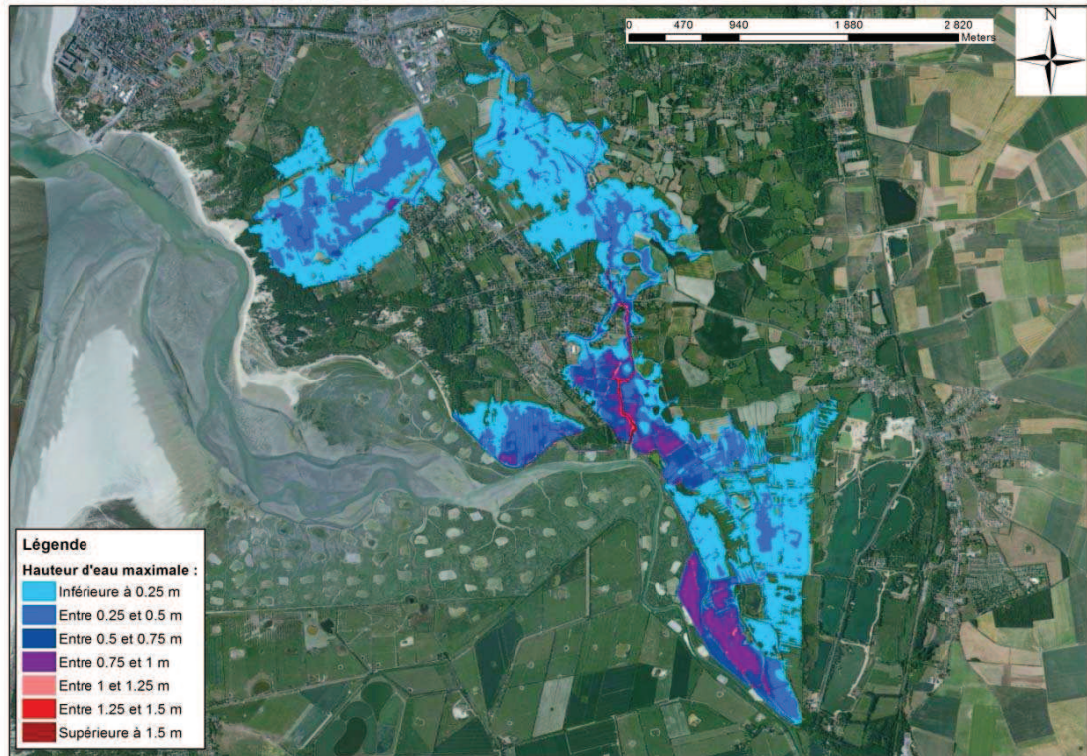 0 470 940 1 880 2 820
Meters
N
Légende
Hauteur d'eau maximale :
Inférieure à 0.25 m
Entre 0.25 et 0.5 m
Entre 0.5 et 0.75 m
Entre 0.75 et 1 m
Entre 1 et 1.25 m
Entre 1.25 et 1.5 m
Supérieure à 1.5 m